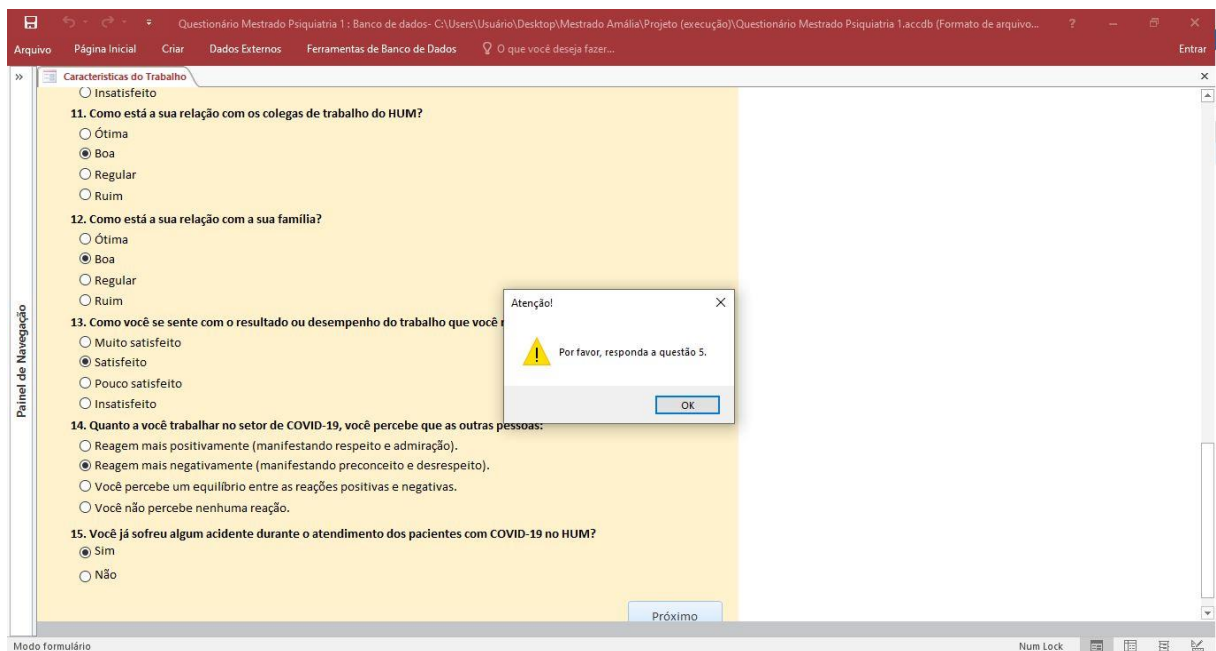 Questionário Mestrado Psiquiatria 1 : Banco de dados- C:\Users\Usuário\Desktop\Mestrado Amália\Projeto (execução)\Questionário Mestrado Psiquiatria 1.accdb (Formato de arquivo...
Arquivo Página Inicial Criar Dados Externos Ferramentas de Banco de Dados O que você deseja fazer... Entrar
Caracteristicas do Trabalho
Insatisfeito
11. Como está a sua relação com os colegas de trabalho do HUM?
Ótima
Boa
Regular
Ruim
12. Como está a sua relação com a sua família?
Ótima
Boa
Regular
Ruim
13. Como você se sente com o resultado ou desempenho do trabalho que você
Muito satisfeito
Satisfeito
Pouco satisfeito
Insatisfeito
Atenção!
Por favor, responda a questão 5.
OK
14. Quanto a você trabalhar no setor de COVID-19, você percebe que as outras pessoas:
Reagem mais positivamente (manifestando respeito e admiração).
Reagem mais negativamente (manifestando preconceito e desrespeito).
Você percebe um equilíbrio entre as reações positivas e negativas.
Você não percebe nenhuma reação.
15. Você já sofreu algum acidente durante o atendimento dos pacientes com COVID-19 no HUM?
Sim
Não
Próximo
Painel de Navegação
Modo formulário Num Lock